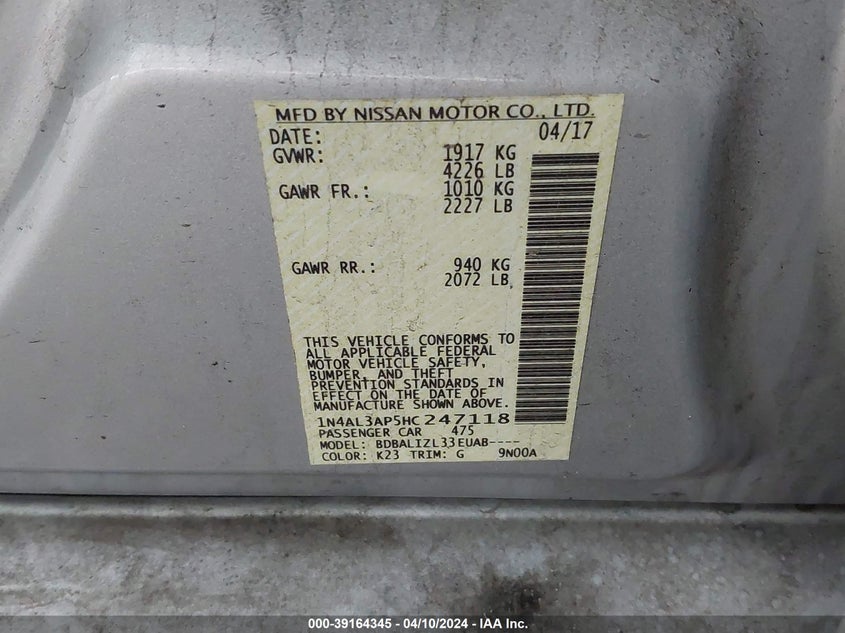 MFD BY NISSAN MOTOR CO., LTD.
DATE: 04/17
GVWR: 1917 KG
4226 LB
GAWR FR.: 1010 KG
2227 LB
GAWR RR.: 940 KG
2072 LB
THIS VEHICLE CONFORMS TO
ALL APPLICABLE FEDERAL
MOTOR VEHICLE SAFETY,
BUMPER, AND THEFT
PREVENTION STANDARDS IN
EFFECT ON THE DATE OF
MANUFACTURE SHOWN ABOVE.
1N4AL3AP5HC247118
PASSENGER CAR 475
MODEL: BDBALIZL33EUAB----
COLOR: K23 TRIM: G 9N00A
000-39164345 - 04/10/2024 - IAA Inc.